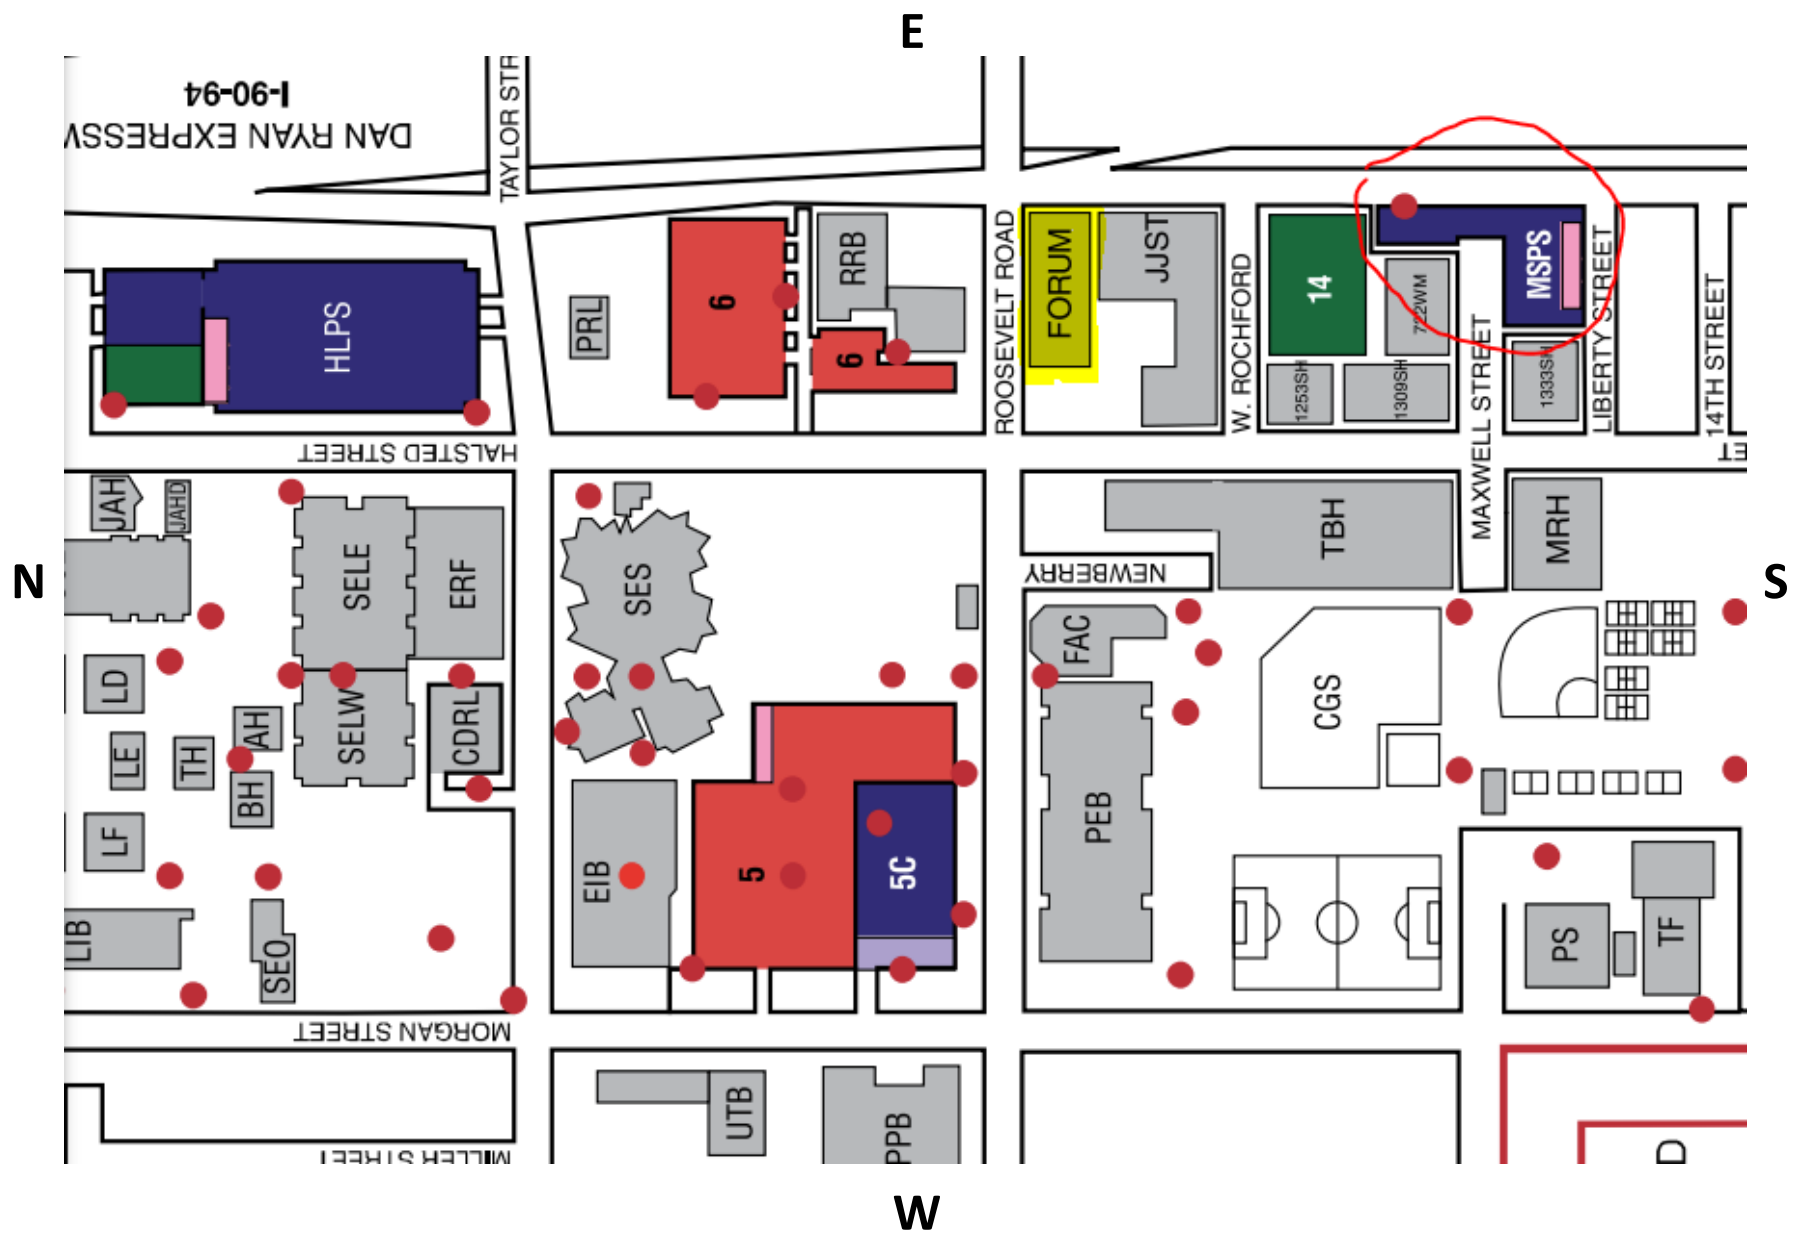 E
I-90-94
DAN RYAN EXPRESSW
TAYLOR STR
HLPS
PRL
6
RRB
6
ROOSEVELT ROAD
FORUM
JJST
W. ROCHFORD
14
722WM
MSPS
1253SH
1309SH
MAXWELL STREET
1333SH
LIBERTY STREET
14TH STREET
HALSTED STREET
ET
JAH
JAHD
SELE
ERF
SES
NEWBERRY
TBH
MAXWELL STREET
MRH
N
S
LD
LE
TH
AH
BH
LF
SELW
CDRL
FAC
CGS
PEB
EIB
5
5C
LIB
SEO
PS
TF
MORGAN STREET
UTB
PPB
D
MILLER STREET
W